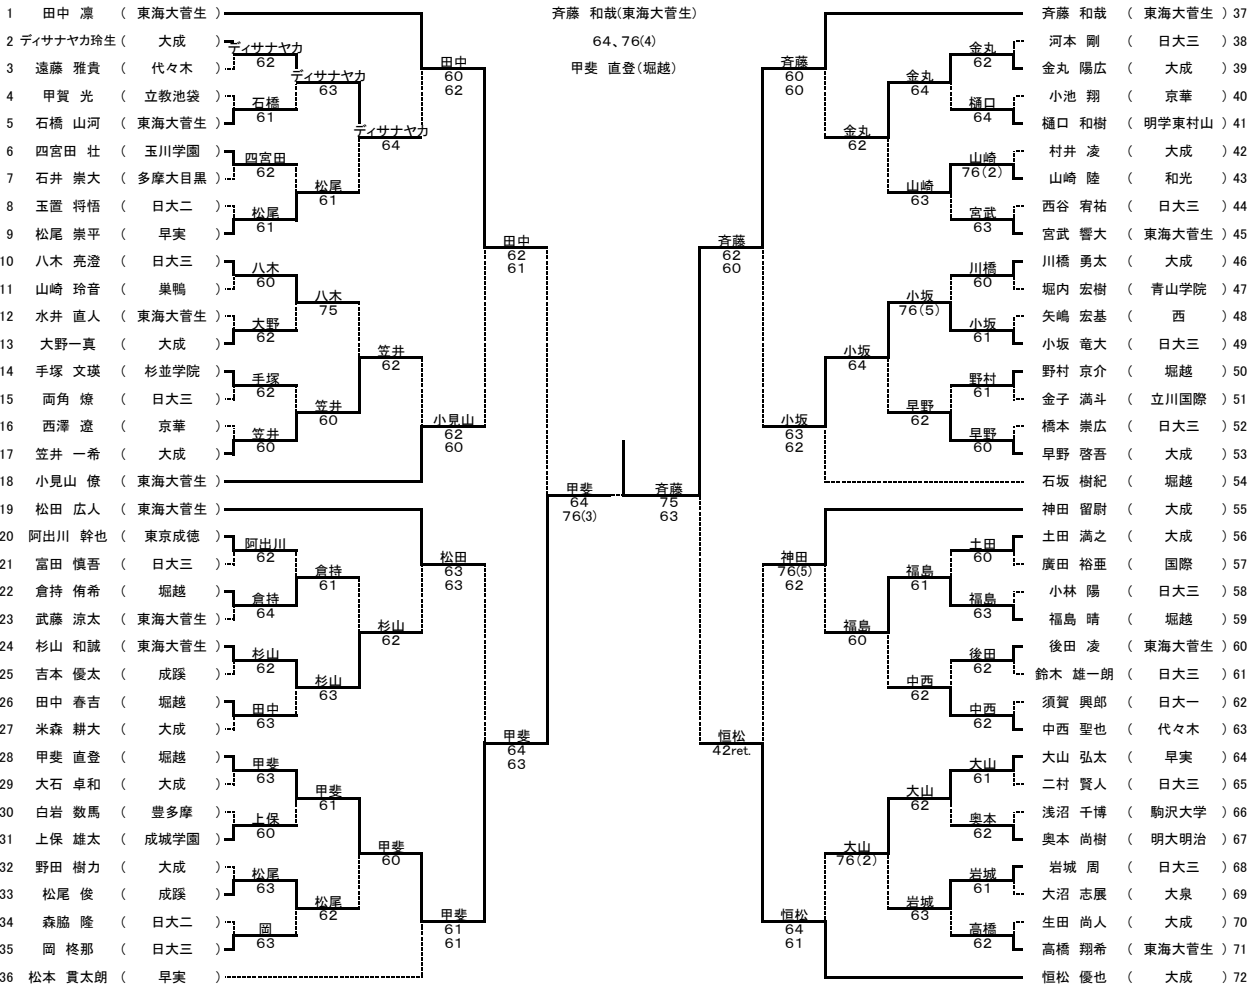 斉藤 和哉(東海大菅生)
64、76(4)
甲斐 直登(堀越)
1 田中 凛 ( 東海大菅生 )
2 ディサナヤカ玲生 ( 大成 )
3 遠藤 雅貴 ( 代々木 )
4 甲賀 光 ( 立教池袋 )
5 石橋 山河 ( 東海大菅生 )
6 四宮田 壮 ( 玉川学園 )
7 石井 崇大 ( 多摩大目黒 )
8 玉置 将悟 ( 日大二 )
9 松尾 崇平 ( 早実 )
10 八木 亮澄 ( 日大三 )
11 山崎 玲音 ( 巣鴨 )
12 水井 直人 ( 東海大菅生 )
13 大野一真 ( 大成 )
14 手塚 文瑛 ( 杉並学院 )
15 両角 燎 ( 日大三 )
16 西澤 遼 ( 京華 )
17 笠井 一希 ( 大成 )
18 小見山 僚 ( 東海大菅生 )
19 松田 広人 ( 東海大菅生 )
20 阿出川 幹也 ( 東京成徳 )
21 富田 慎吾 ( 日大三 )
22 倉持 侑希 ( 堀越 )
23 武藤 涼太 ( 東海大菅生 )
24 杉山 和誠 ( 東海大菅生 )
25 吉本 優太 ( 成蹊 )
26 田中 春吉 ( 堀越 )
27 米森 耕大 ( 大成 )
28 甲斐 直登 ( 堀越 )
29 大石 卓和 ( 大成 )
30 白岩 数馬 ( 豊多摩 )
31 上保 雄太 ( 成城学園 )
32 野田 樹力 ( 大成 )
33 松尾 俊 ( 成蹊 )
34 森脇 隆 ( 日大二 )
35 岡 柊那 ( 日大三 )
36 松本 貫太朗 ( 早実 )
ディサナヤカ
62
石橋
61
四宮田
62
松尾
61
八木
60
大野
62
手塚
62
笠井
60
阿出川
62
倉持
64
杉山
62
田中
63
甲斐
63
上保
60
松尾
63
岡
63
ディサナヤカ
63
松尾
61
八木
75
笠井
60
倉持
61
杉山
63
甲斐
61
松尾
62
ディサナヤカ
64
笠井
62
杉山
62
甲斐
60
田中
60
62
小見山
62
60
松田
63
63
甲斐
61
61
田中
62
61
甲斐
64
63
甲斐
64
76(3)
斉藤
75
63
斉藤
62
60
恒松
42ret.
斉藤
60
60
小坂
63
62
神田
76(5)
62
恒松
64
61
金丸
62
小坂
64
福島
60
大山
76(2)
金丸
64
山崎
63
小坂
76(5)
早野
62
福島
61
中西
62
大山
62
岩城
63
金丸
62
樋口
64
山崎
76(2)
宮武
63
川橋
60
小坂
61
野村
61
早野
60
土田
60
福島
63
後田
62
中西
62
大山
61
奥本
62
岩城
61
高橋
62
斉藤 和哉 ( 東海大菅生 ) 37
河本 剛 ( 日大三 ) 38
金丸 陽広 ( 大成 ) 39
小池 翔 ( 京華 ) 40
樋口 和樹 ( 明学東村山 ) 41
村井 凌 ( 大成 ) 42
山崎 陸 ( 和光 ) 43
西谷 宥祐 ( 日大三 ) 44
宮武 響大 ( 東海大菅生 ) 45
川橋 勇太 ( 大成 ) 46
堀内 宏樹 ( 青山学院 ) 47
矢嶋 宏基 ( 西 ) 48
小坂 竜大 ( 日大三 ) 49
野村 京介 ( 堀越 ) 50
金子 満斗 ( 立川国際 ) 51
橋本 崇広 ( 日大三 ) 52
早野 啓吾 ( 大成 ) 53
石坂 樹紀 ( 堀越 ) 54
神田 留尉 ( 大成 ) 55
土田 満之 ( 大成 ) 56
廣田 裕亜 ( 国際 ) 57
小林 陽 ( 日大三 ) 58
福島 晴 ( 堀越 ) 59
後田 凌 ( 東海大菅生 ) 60
鈴木 雄一朗 ( 日大三 ) 61
須賀 興郎 ( 日大一 ) 62
中西 聖也 ( 代々木 ) 63
大山 弘太 ( 早実 ) 64
二村 賢人 ( 日大三 ) 65
浅沼 千博 ( 駒沢大学 ) 66
奥本 尚樹 ( 明大明治 ) 67
岩城 周 ( 日大三 ) 68
大沼 志展 ( 大泉 ) 69
生田 尚人 ( 大成 ) 70
高橋 翔希 ( 東海大菅生 ) 71
恒松 優也 ( 大成 ) 72